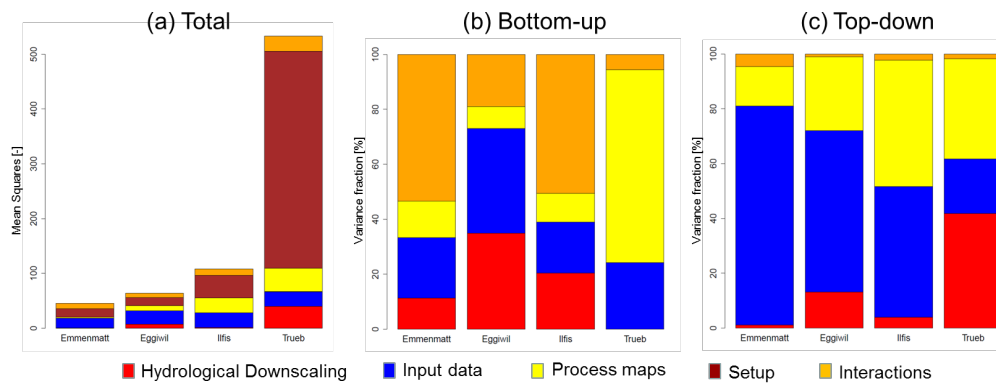 (a) Total
(b) Bottom-up
(c) Top-down
Mean Squares [-]
0
100
200
300
400
500
Emmenmatt Eggiwil Ilfis Trueb
Variance fraction [%]
0
20
40
60
80
100
Emmenmatt Eggiwil Ilfis Trueb
Variance fraction [%]
0
20
40
60
80
100
Emmenmatt Eggiwil Ilfis Trueb
Hydrological Downscaling Input data Process maps Setup Interactions